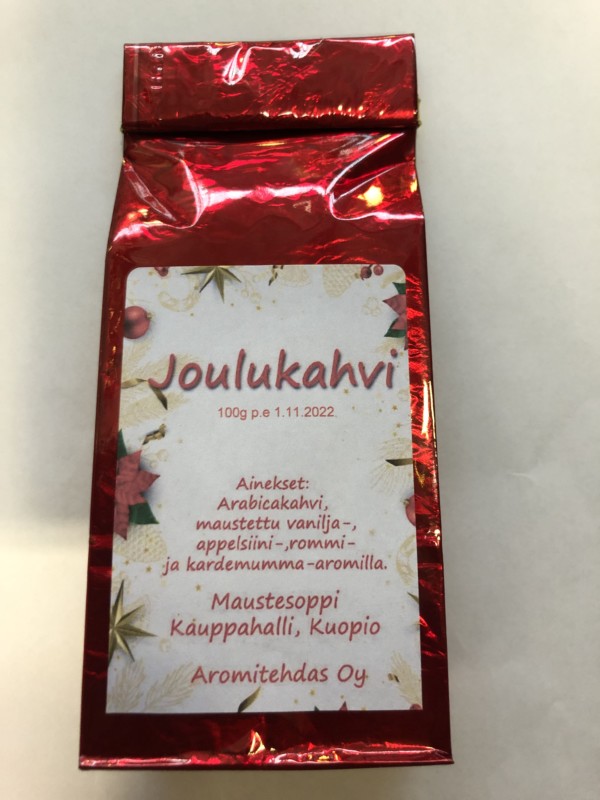 Joulukahvi
100g p.e 1.11.2022
Ainekset:
Arabicakahvi,
maustettu vanilja-,
appelsiini-,rommi-
ja kardemumma-aromilla.
Maustesoppi
Kauppahalli, Kuopio
Aromitehdas Oy